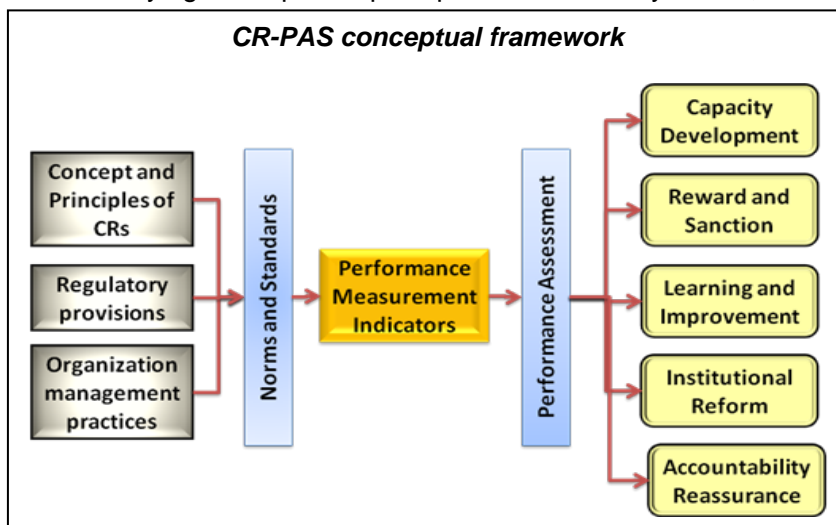 CR-PAS conceptual framework
Concept and
Principles of
CRs
Regulatory
provisions
Organization
management
practices
Norms and Standards
Performance
Measurement
Indicators
Performance Assessment
Capacity
Development
Reward and
Sanction
Learning and
Improvement
Institutional
Reform
Accountability
Reassurance